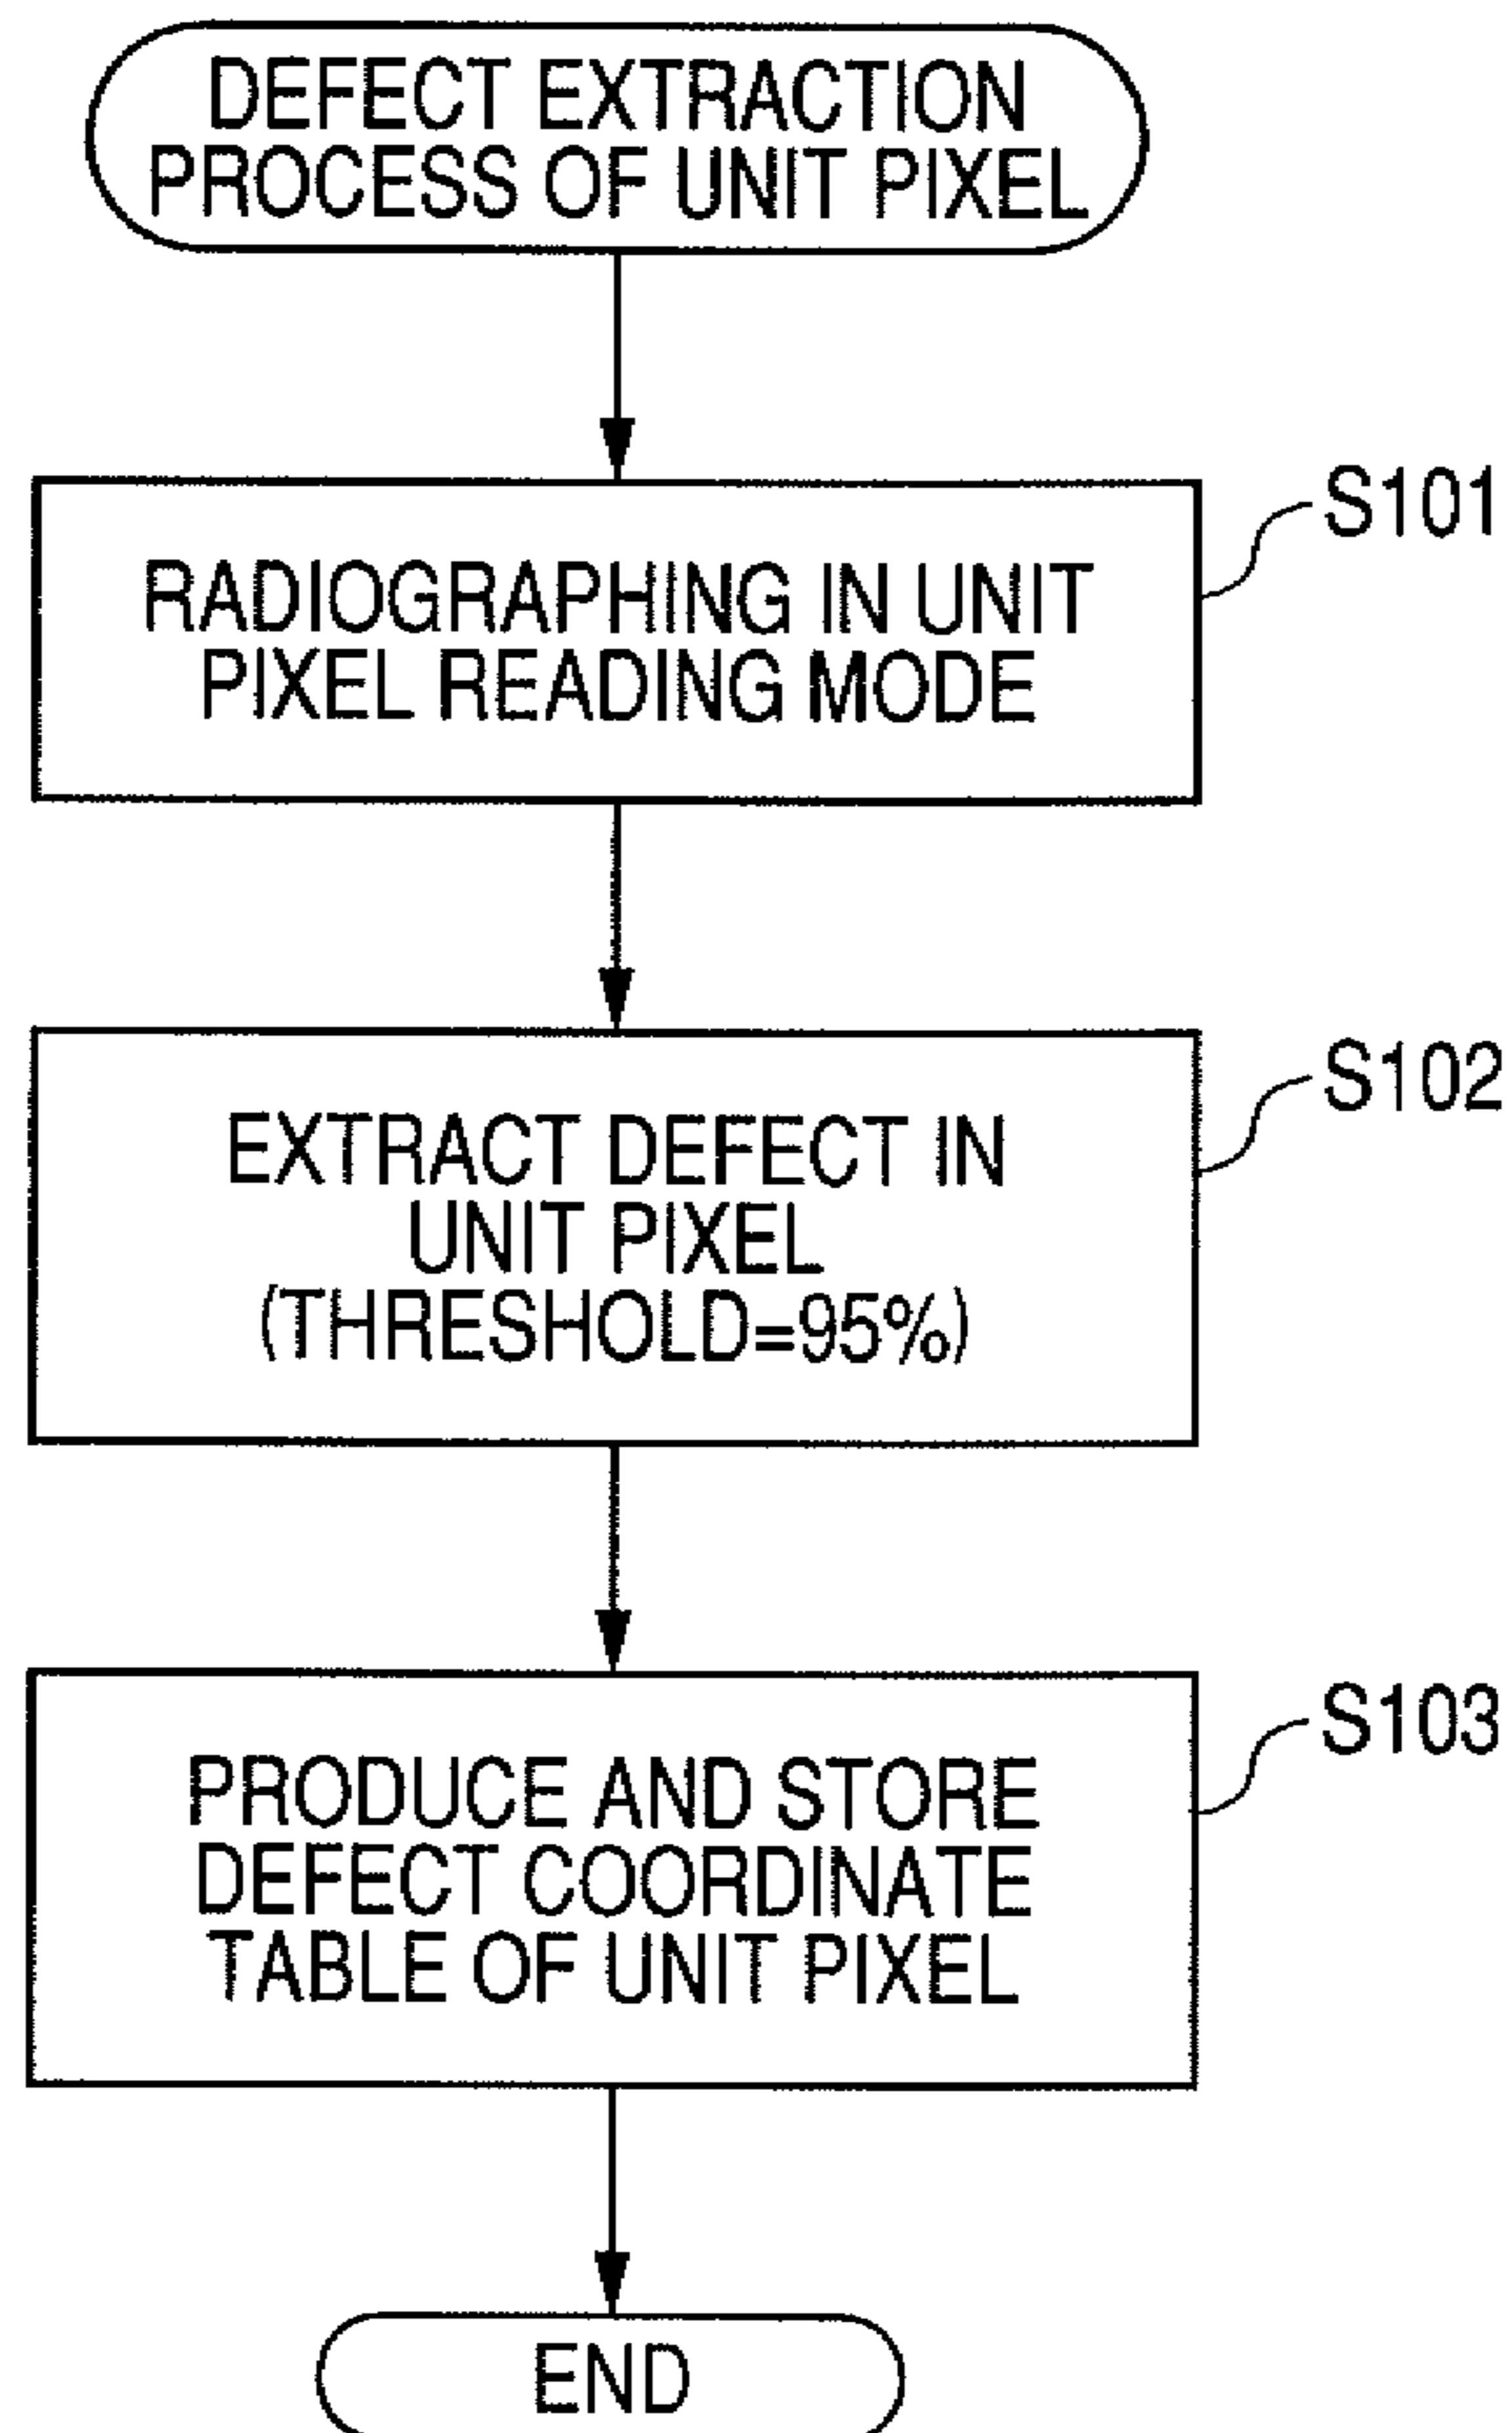 DEFECT EXTRACTION
PROCESS OF UNIT PIXEL
S101
RADIOGRAPHING IN UNIT
PIXEL READING MODE
S102
EXTRACT DEFECT IN
UNIT PIXEL
(THRESHOLD=95%)
S103
PRODUCE AND STORE
DEFECT COORDINATE
TABLE OF UNIT PIXEL
END